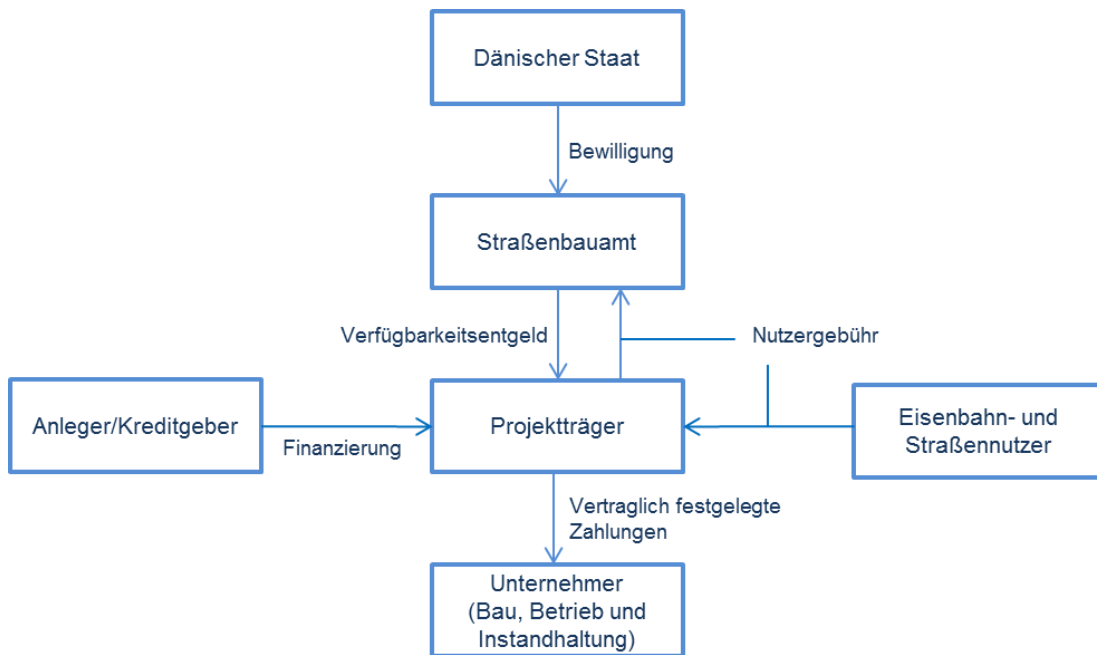 Dänischer Staat
Bewilligung
Straßenbauamt
Verfügbarkeitsentgeld
Nutzergebühr
Anleger/Kreditgeber
Finanzierung
Projektträger
Eisenbahn- und
Straßennutzer
Vertraglich festgelegte
Zahlungen
Unternehmer
(Bau, Betrieb und
Instandhaltung)